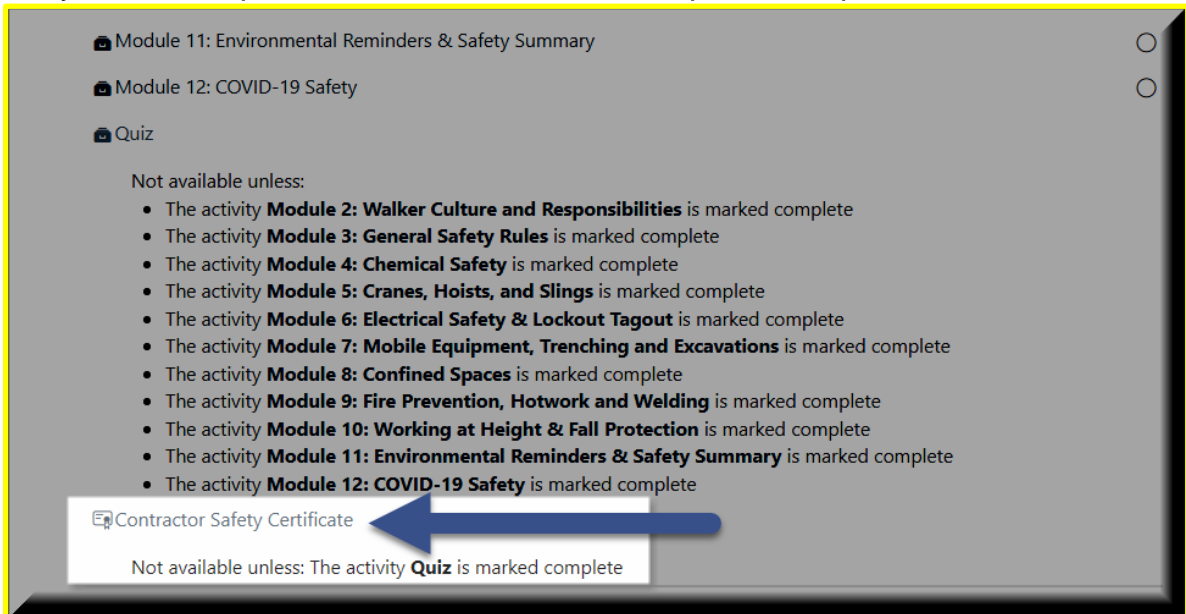 Module 11: Environmental Reminders & Safety Summary
Module 12: COVID-19 Safety
Quiz
Not available unless:
• The activity Module 2: Walker Culture and Responsibilities is marked complete
• The activity Module 3: General Safety Rules is marked complete
• The activity Module 4: Chemical Safety is marked complete
• The activity Module 5: Cranes, Hoists, and Slings is marked complete
• The activity Module 6: Electrical Safety & Lockout Tagout is marked complete
• The activity Module 7: Mobile Equipment, Trenching and Excavations is marked complete
• The activity Module 8: Confined Spaces is marked complete
• The activity Module 9: Fire Prevention, Hotwork and Welding is marked complete
• The activity Module 10: Working at Height & Fall Protection is marked complete
• The activity Module 11: Environmental Reminders & Safety Summary is marked complete
• The activity Module 12: COVID-19 Safety is marked complete
Contractor Safety Certificate
Not available unless: The activity Quiz is marked complete